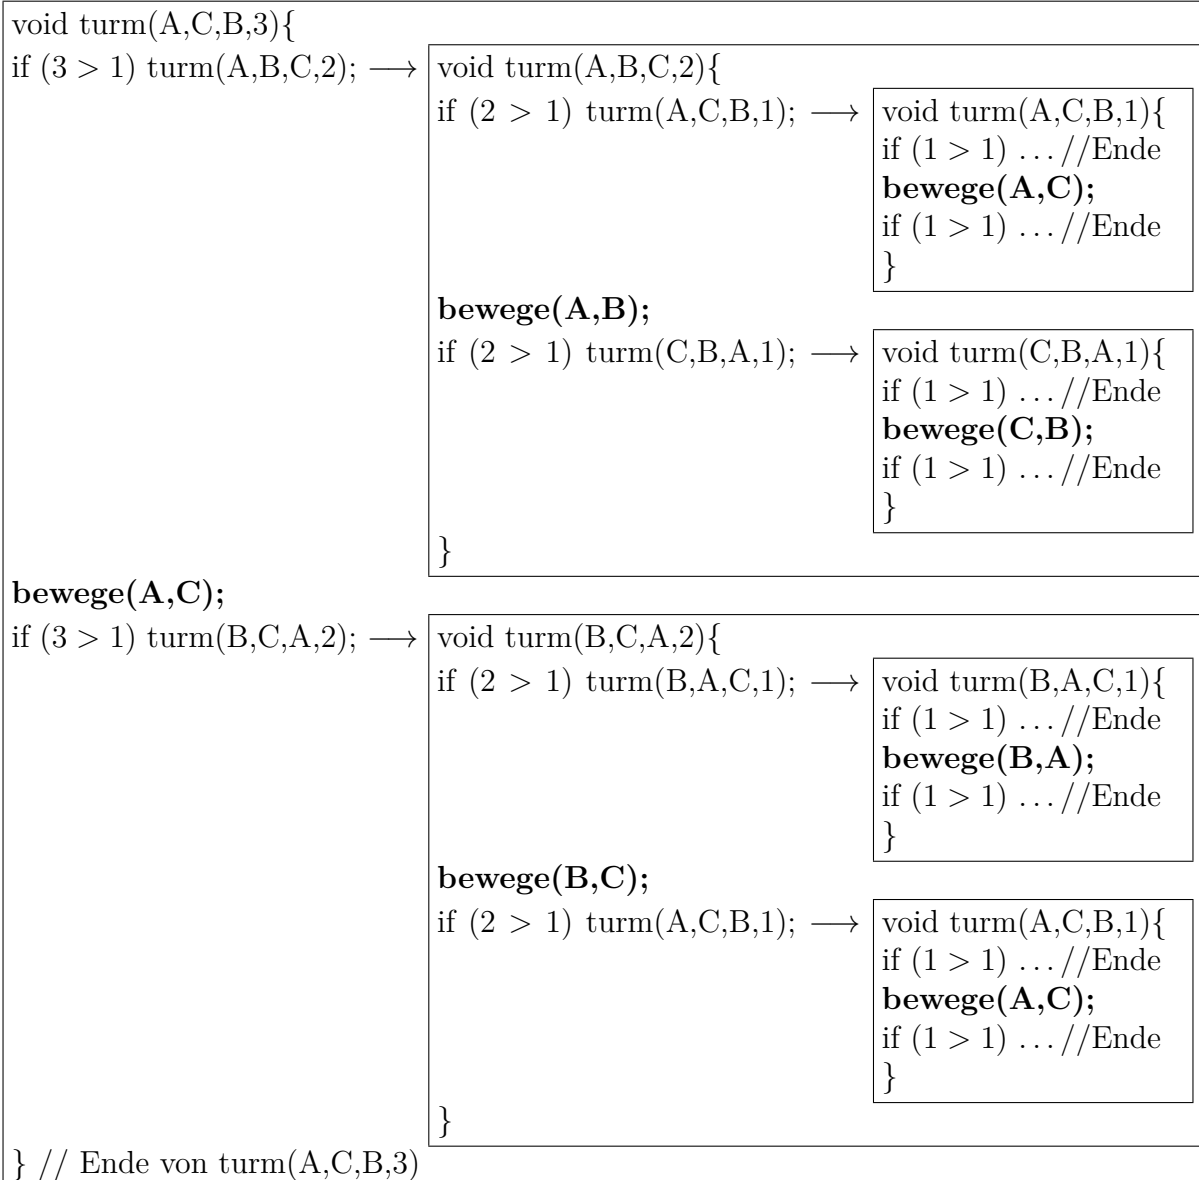 void turm(A,C,B,3){
if (3 > 1) turm(A,B,C,2); ⟶ void turm(A,B,C,2){
if (2 > 1) turm(A,C,B,1); ⟶ void turm(A,C,B,1){
if (1 > 1) …//Ende
bewege(A,C);
if (1 > 1) …//Ende
}
bewege(A,B);
if (2 > 1) turm(C,B,A,1); ⟶ void turm(C,B,A,1){
if (1 > 1) …//Ende
bewege(C,B);
if (1 > 1) …//Ende
}
}
bewege(A,C);
if (3 > 1) turm(B,C,A,2); ⟶ void turm(B,C,A,2){
if (2 > 1) turm(B,A,C,1); ⟶ void turm(B,A,C,1){
if (1 > 1) …//Ende
bewege(B,A);
if (1 > 1) …//Ende
}
bewege(B,C);
if (2 > 1) turm(A,C,B,1); ⟶ void turm(A,C,B,1){
if (1 > 1) …//Ende
bewege(A,C);
if (1 > 1) …//Ende
}
}
} // Ende von turm(A,C,B,3)